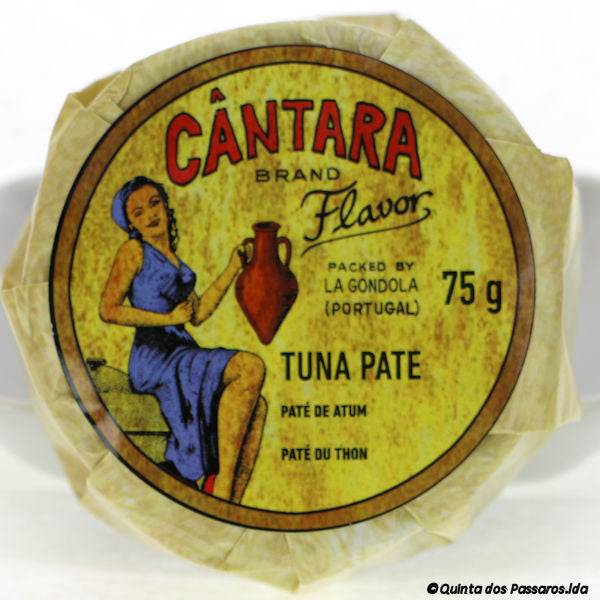 CÂNTARA
BRAND
Flavor
PACKED BY
LA GONDOLA
(PORTUGAL)
75 g
TUNA PATE
PATÉ DE ATUM
PATÉ DU THON
©Quinta dos Passaros.lda